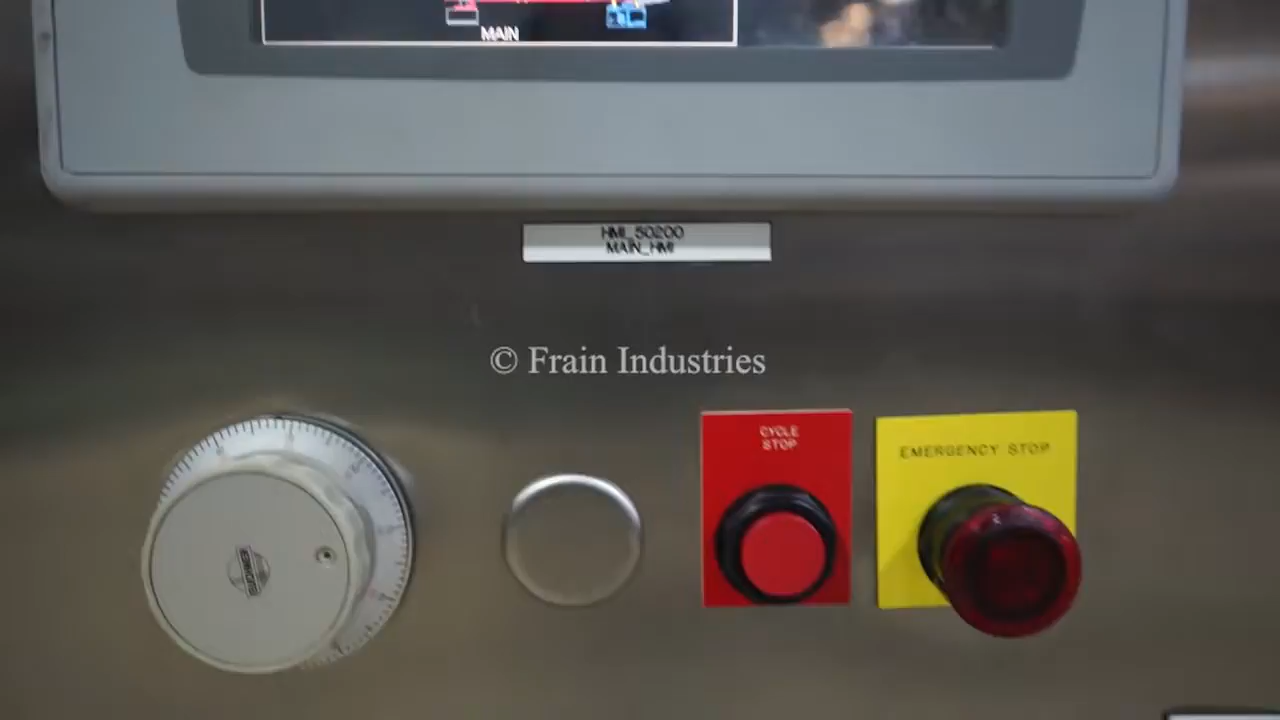 MAIN
HMI_50200
MAIN_HMI
© Frain Industries
CYCLE
STOP
EMERGENCY STOP